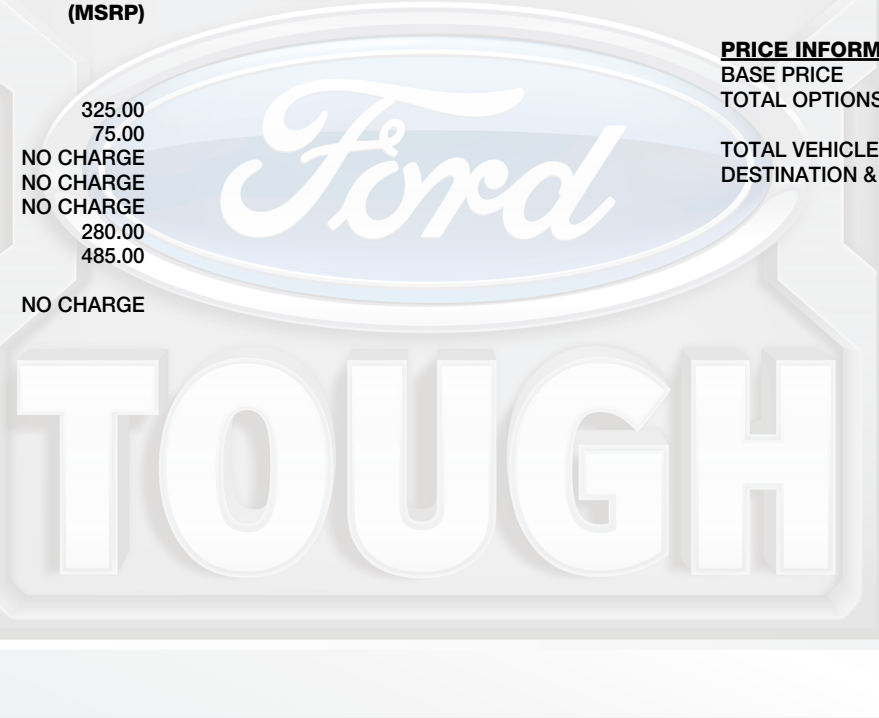 (MSRP)
325.00
75.00
NO CHARGE
NO CHARGE
NO CHARGE
280.00
485.00
NO CHARGE
PRICE INFORM
BASE PRICE
TOTAL OPTIONS
TOTAL VEHICLE
DESTINATION &
Ford
TOUGH